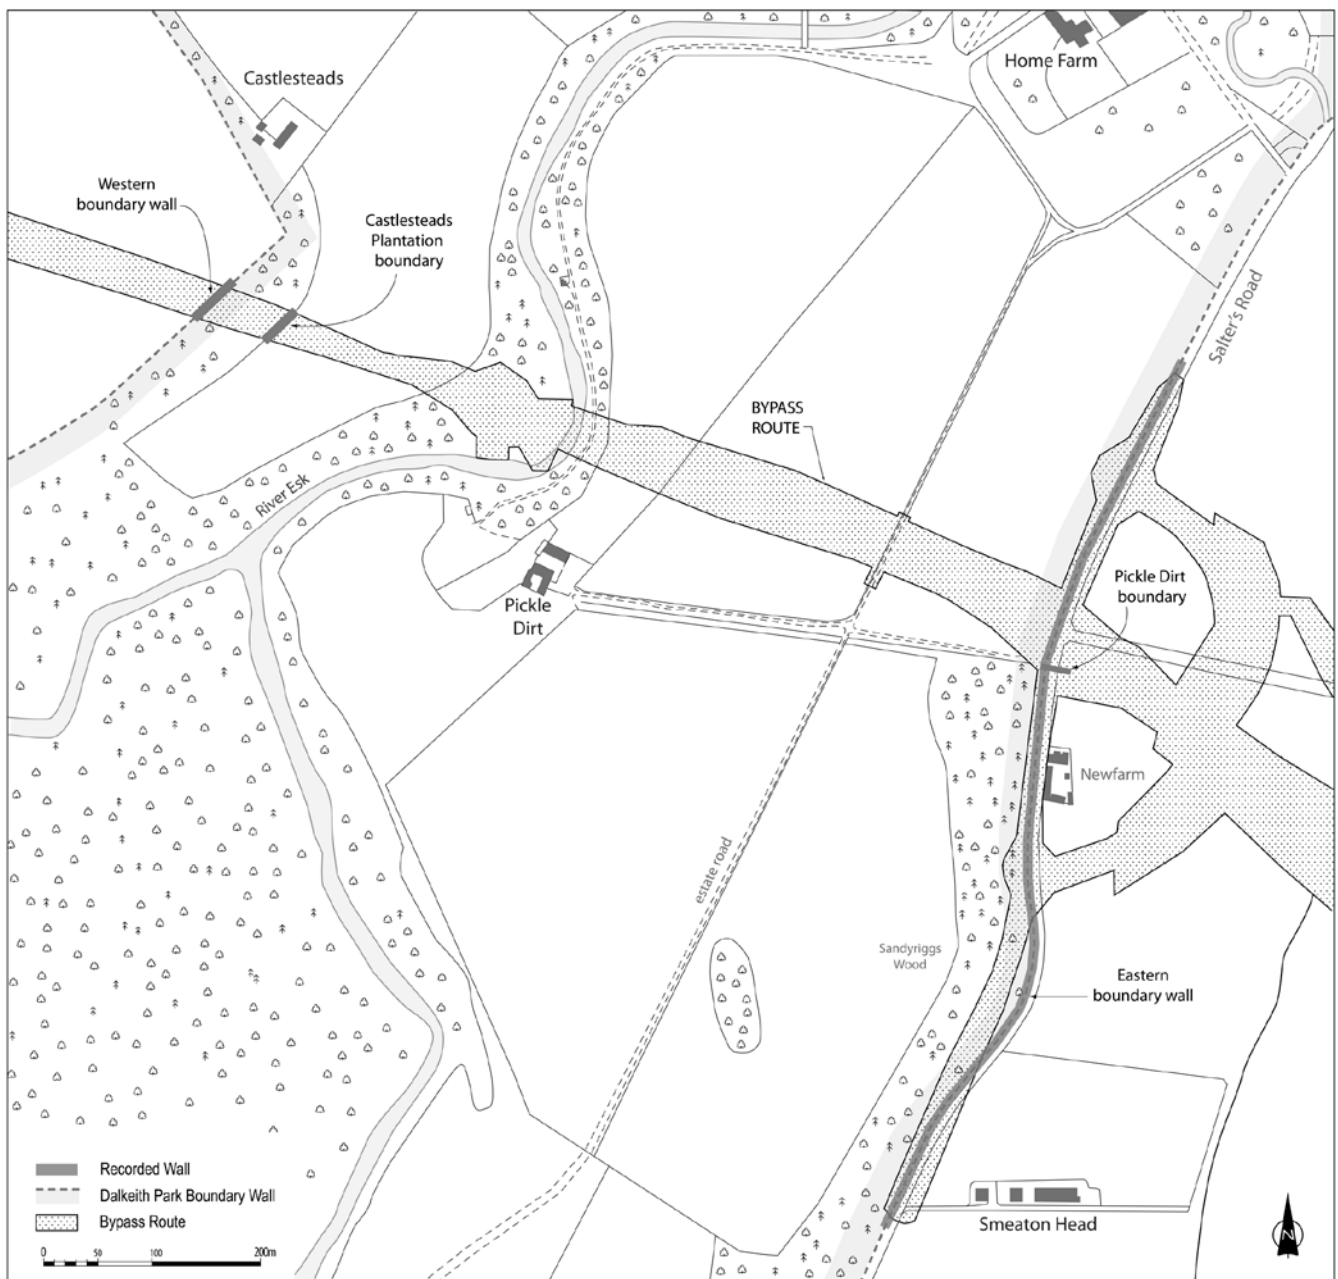 Castlesteads
Home Farm
Western
boundary wall
Castlesteads
Plantation
boundary
Salter's Road
BYPASS
ROUTE
River Esk
Pickle Dirt
boundary
Pickle
Dirt
Newfarm
estate road
Sandyriggs
Wood
Eastern
boundary wall
Recorded Wall
Dalkeith Park Boundary Wall
Bypass Route
Smeaton Head
0 50 100 200m
N